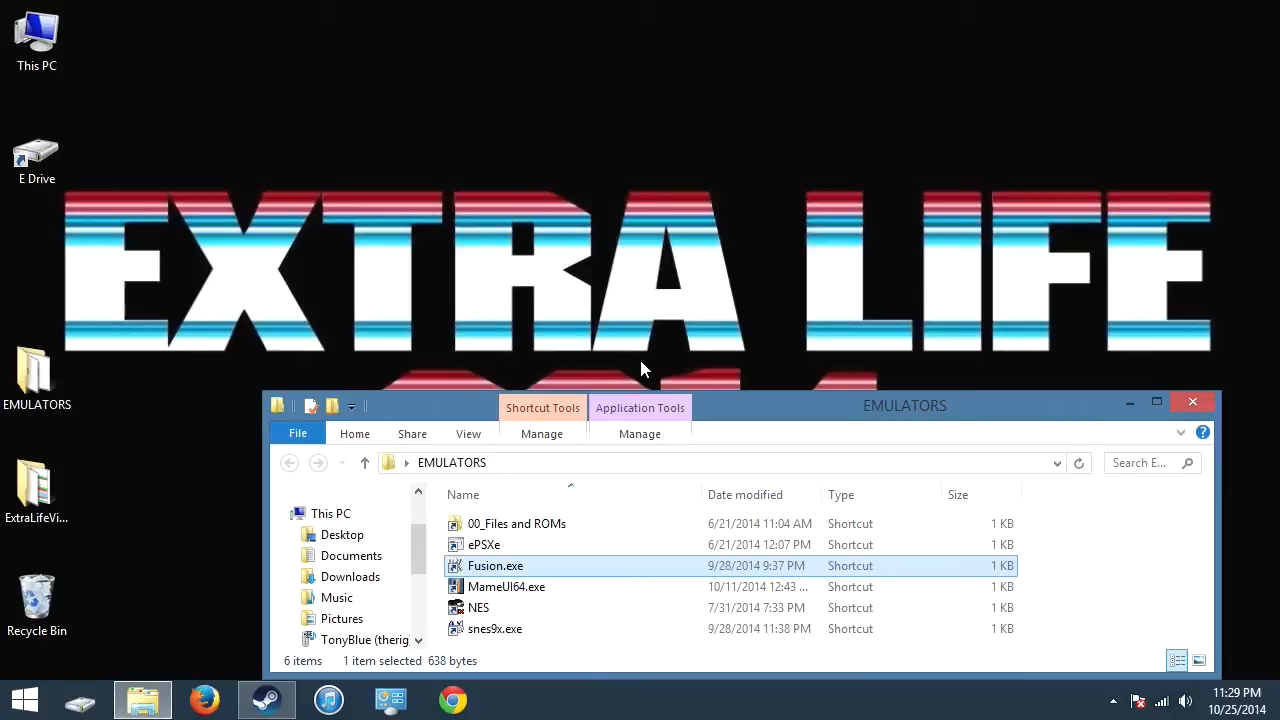 This PC
E Drive
EXTRA LIFE
EMULATORS
ExtraLifeVi...
Recycle Bin
Shortcut Tools
Application Tools
EMULATORS
File
Home
Share
View
Manage
Manage
EMULATORS
Search E...
Name
Date modified
Type
Size
This PC
Desktop
Documents
Downloads
Music
Pictures
TonyBlue (therig
00_Files and ROMs 6/21/2014 11:04 AM Shortcut 1 KB
ePSXe 6/21/2014 12:07 PM Shortcut 1 KB
Fusion.exe 9/28/2014 9:37 PM Shortcut 1 KB
MameUI64.exe 10/11/2014 12:43 ... Shortcut 1 KB
NES 7/31/2014 7:33 PM Shortcut 1 KB
snes9x.exe 9/28/2014 11:38 PM Shortcut 1 KB
6 items 1 item selected 638 bytes
11:29 PM
10/25/2014